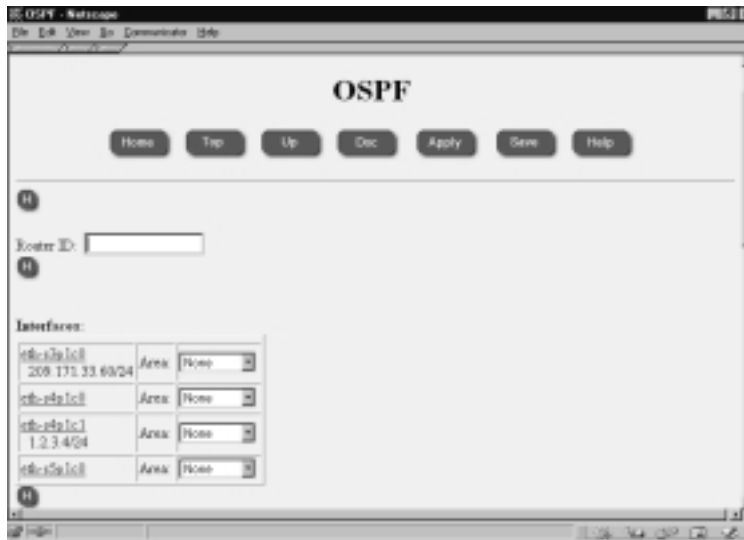 OSPF - Netscape
File Edit View Go Communicator Help
OSPF
Home Top Up Doc Apply Save Help
H
Router ID:
H
Interfaces:
eth-s3p1c0 Area: None
209.171.33.60/24
eth-s4p1c0 Area: None
eth-s4p1c1 Area: None
1.2.3.4/24
eth-s5p1c0 Area: None
H